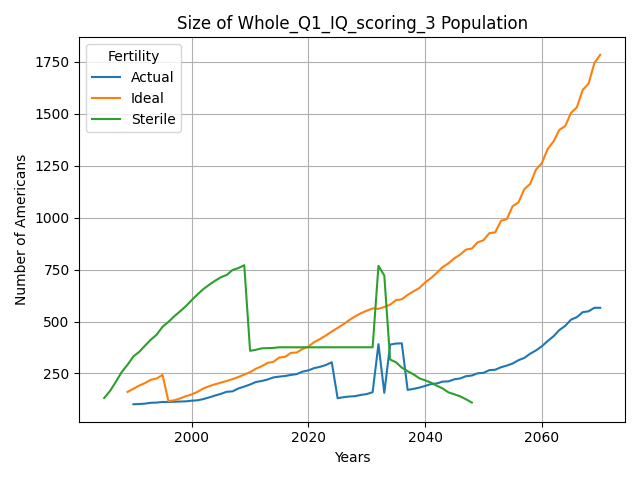 Size of Whole_Q1_IQ_scoring_3 Population
Fertility
Actual
Ideal
Sterile
Number of Americans
1750
1500
1250
1000
750
500
250
2000
2020
2040
2060
Years